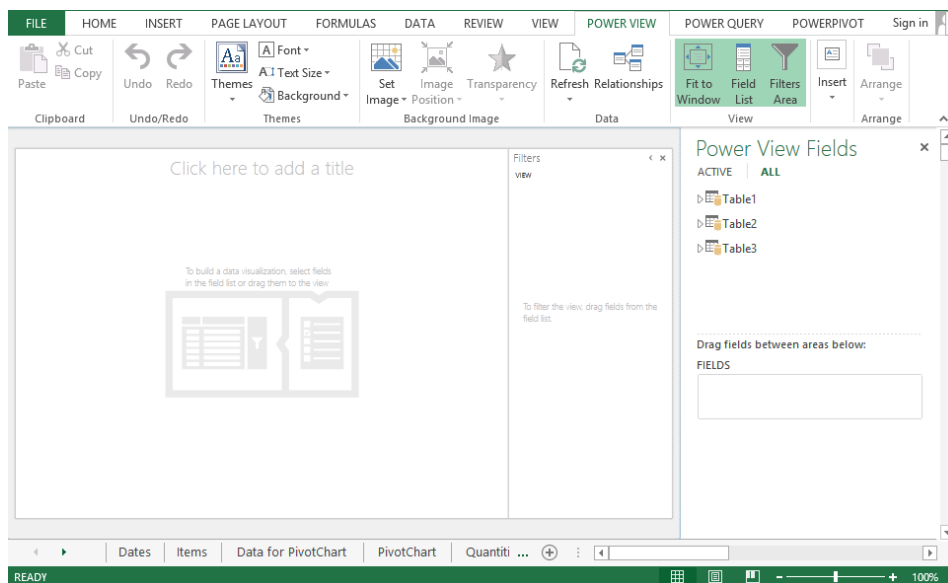 FILE HOME INSERT PAGE LAYOUT FORMULAS DATA REVIEW VIEW POWER VIEW POWER QUERY POWERPIVOT Sign in
Paste
Cut
Copy
Clipboard
Undo Redo
Undo/Redo
Aa
Themes
A Font
A Text Size
Background
Themes
Set Image
Image Position
Transparency
Background Image
Refresh Relationships
Data
Fit to Window
Field List
Filters Area
View
Insert
Arrange
Arrange
Click here to add a title
To build a data visualization, select fields
in the field list or drag them to the view
Filters
VIEW
To filter the view, drag fields from the
field list.
Power View Fields
ACTIVE ALL
Table1
Table2
Table3
Drag fields between areas below:
FIELDS
Dates Items Data for PivotChart PivotChart Quantiti ...
READY 100%